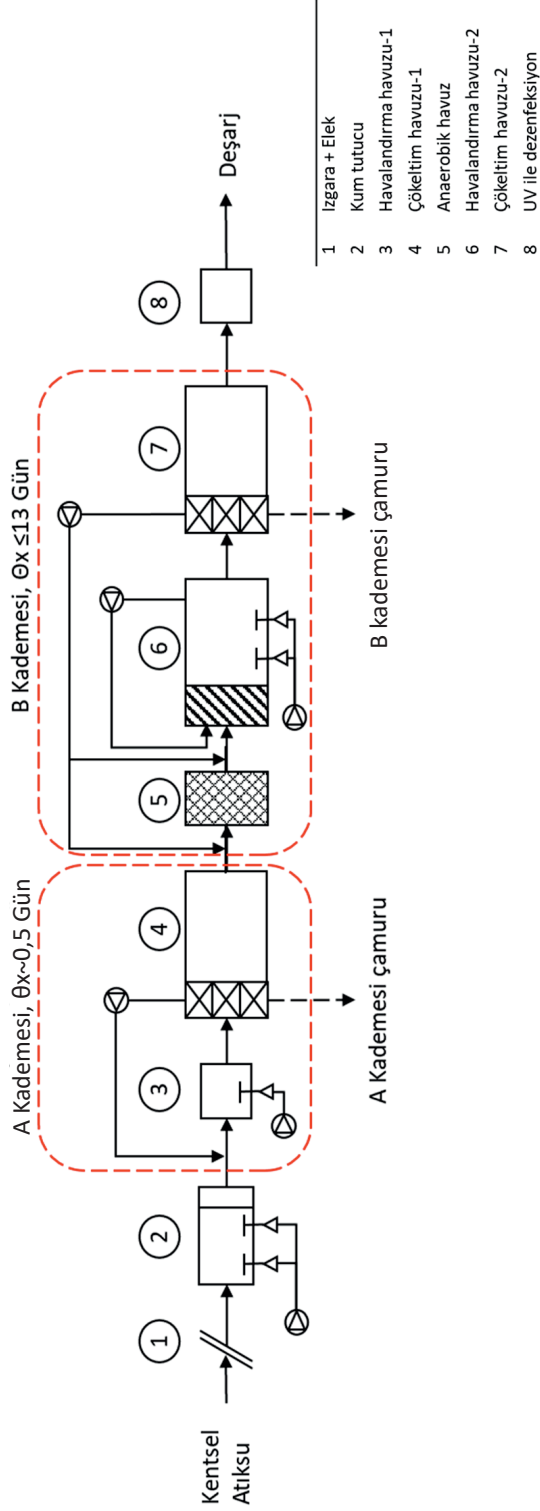 A Kademesi, θx~0,5 Gün
B Kademesi, Θx ≤13 Gün
1
2
3
4
5
6
7
8
Kentsel
Atıksu
Deşarj
A Kademesi çamuru
B kademesi çamuru
1 Izgara + Elek
2 Kum tutucu
3 Havalandırma havuzu-1
4 Çökeltim havuzu-1
5 Anaerobik havuz
6 Havalandırma havuzu-2
7 Çökeltim havuzu-2
8 UV ile dezenfeksiyon